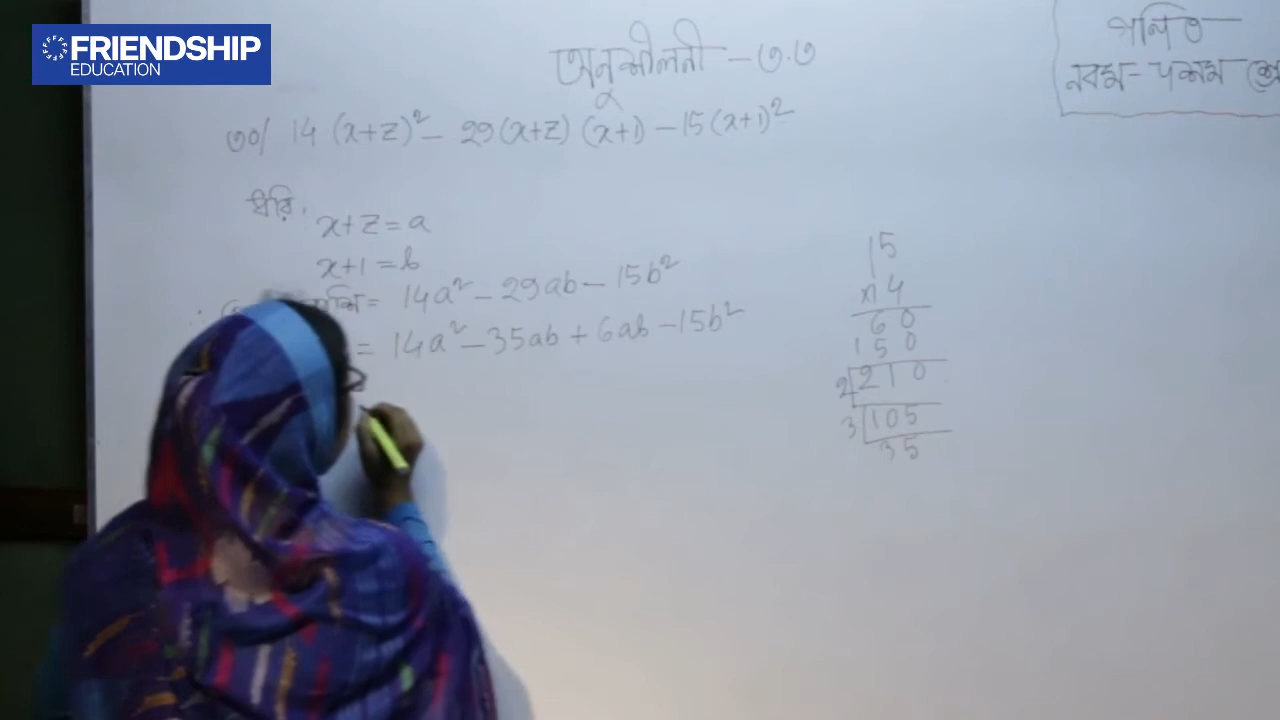 FRIENDSHIP
EDUCATION
অনুশীলনী - ৩.৩
গণিত
নবম - দশম
৩০/ 14 (x+z)² - 29(x+z) (x+1) - 15(x+1)²
ধরি,
x+z = a
x+1 = b
= 14a² - 29ab - 15b²
= 14a² - 35ab + 6ab - 15b²
15
x14
60
150
2 210
3 105
35